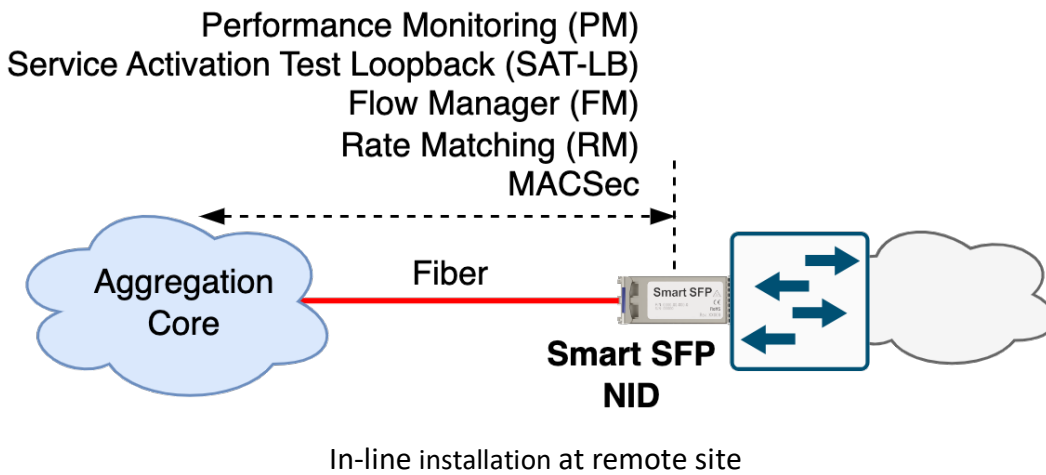 Performance Monitoring (PM)
Service Activation Test Loopback (SAT-LB)
Flow Manager (FM)
Rate Matching (RM)
MACSec
Aggregation
Core
Fiber
Smart SFP
Smart SFP
NID
In-line installation at remote site